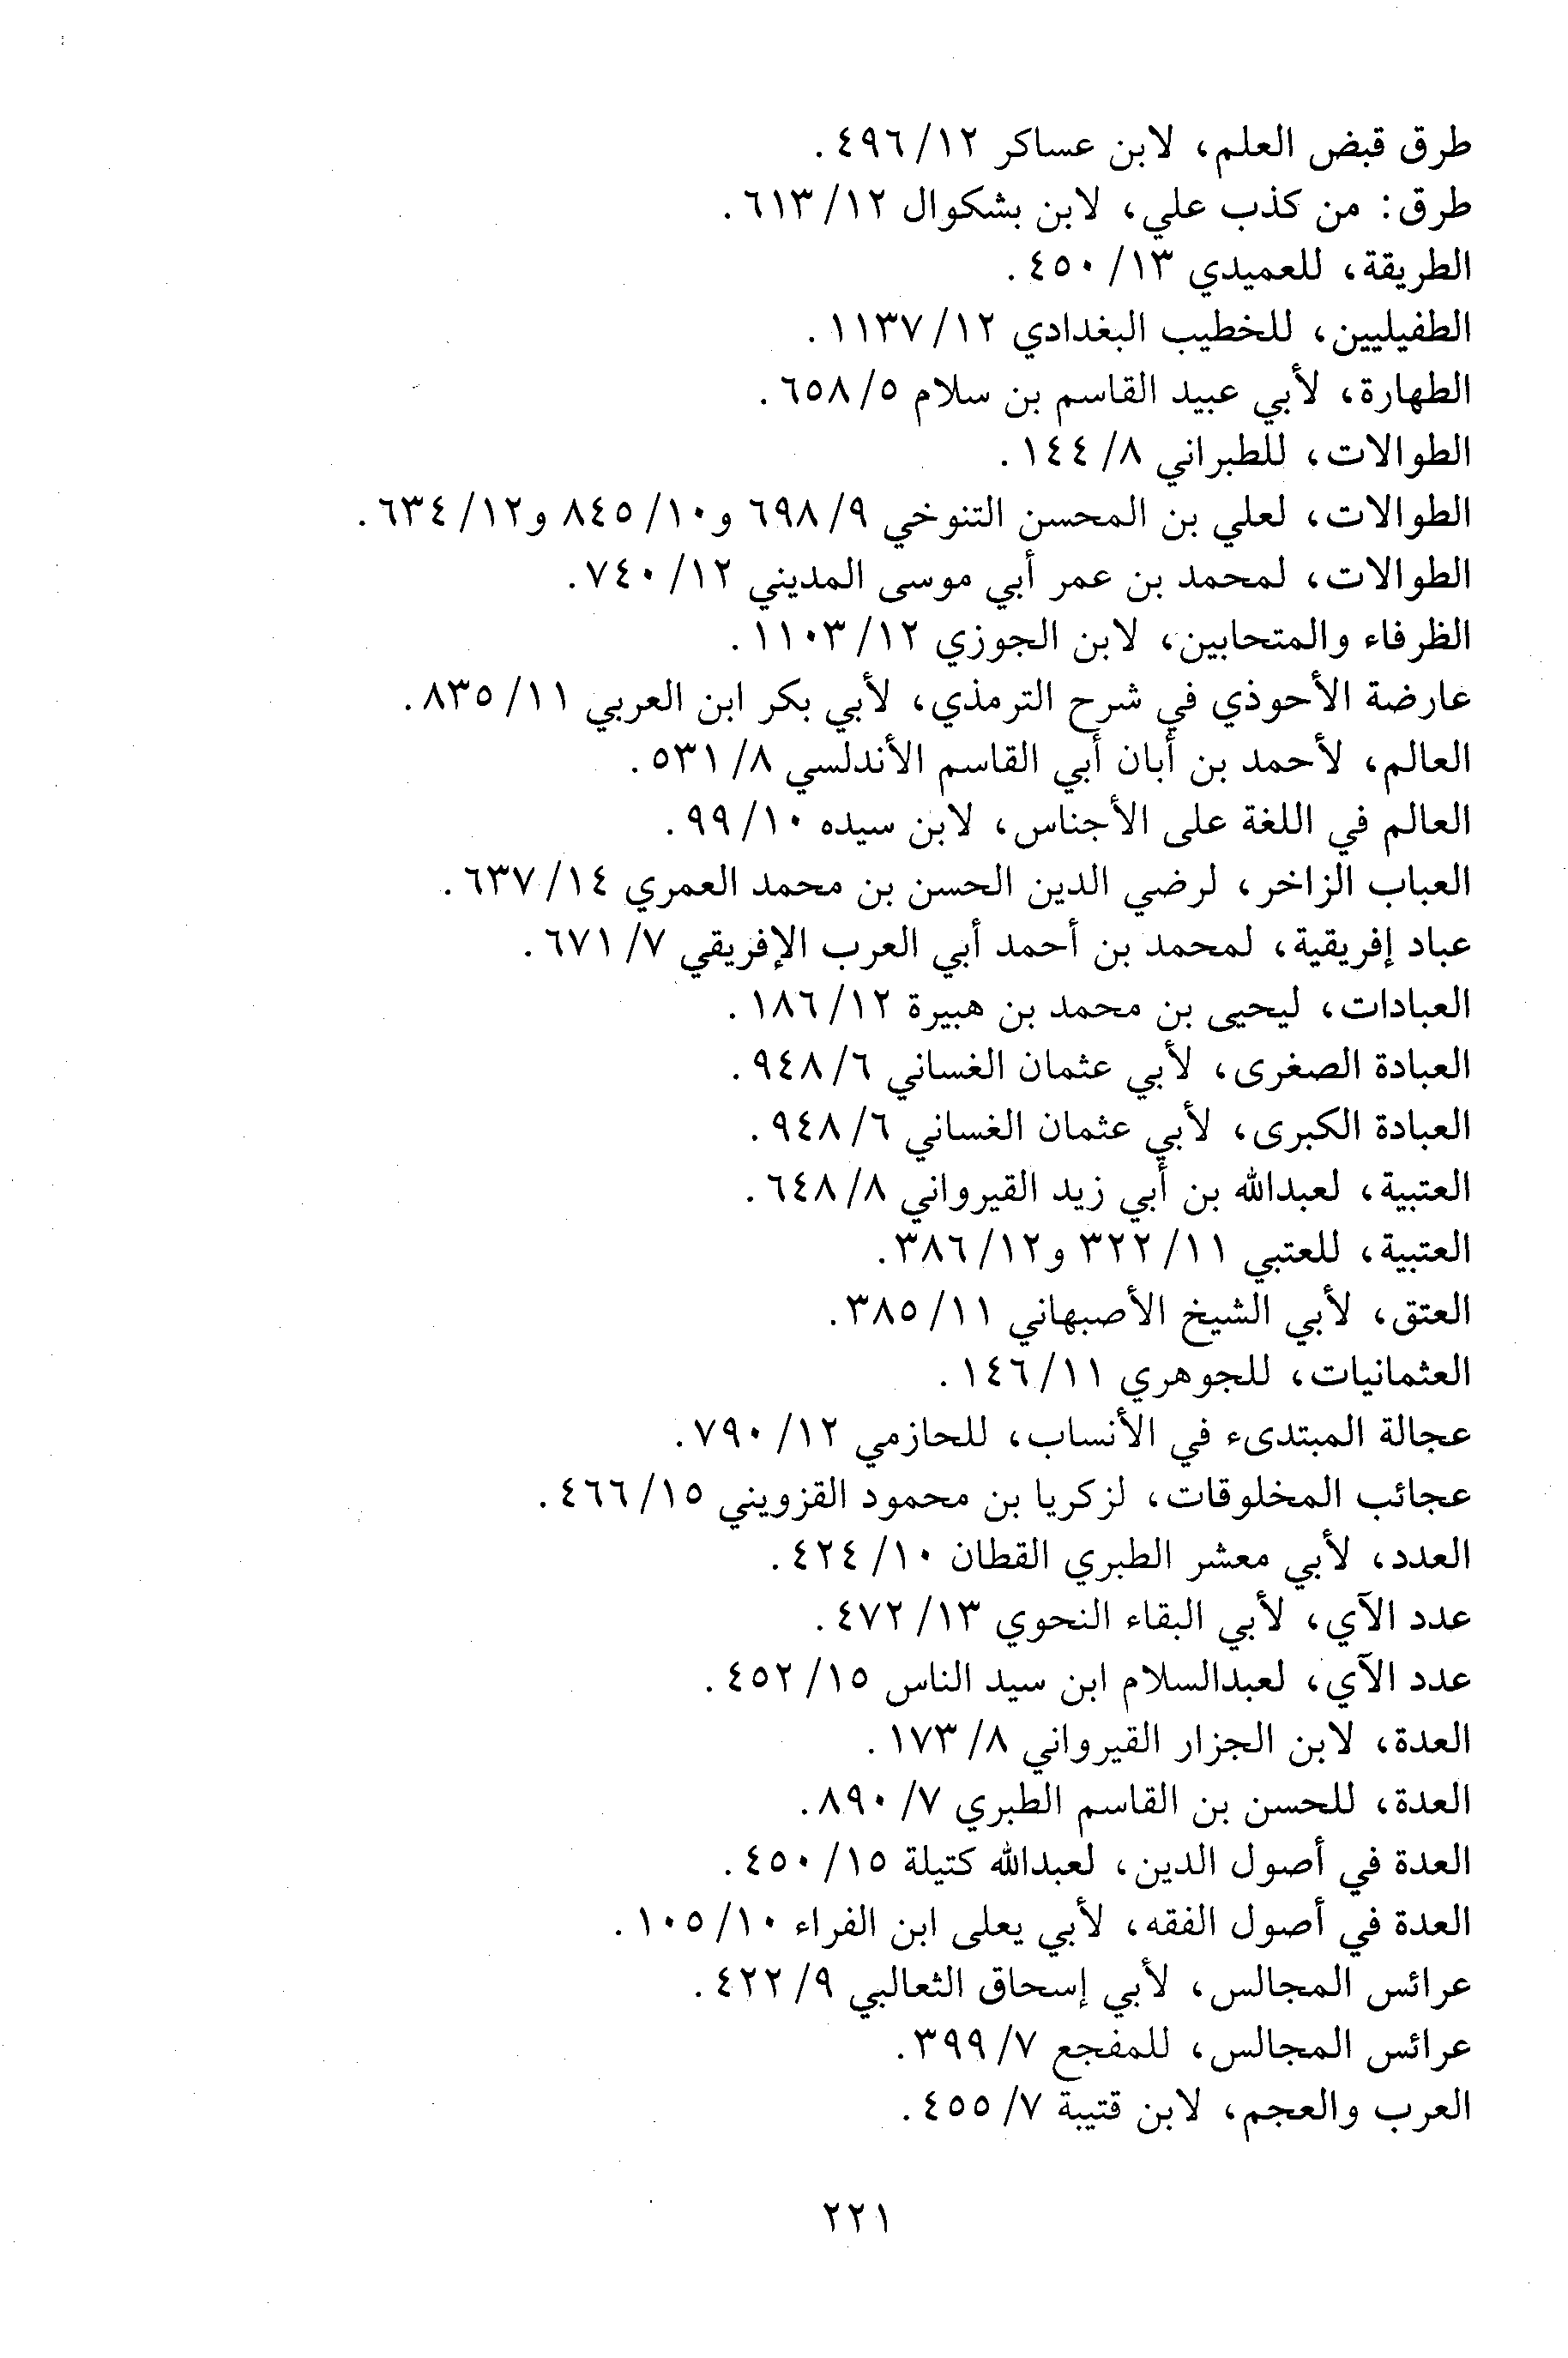 طرق قبض العلم، لابن عساكر ١٢/ ٤٩٦.
طرق: من كذب علي، لابن بشكوال ١٢/ ٦١٣.
الطريقة، للعميدي ١٣/ ٤٥٠.
الطفيليين، للخطيب البغدادي ١٢/ ١١٣٧.
الطهارة، لأبي عبيد القاسم بن سلام ٥/ ٦٥٨.
الطوالات، للطبراني ٨/ ١٤٤.
الطوالات، لعلي بن المحسن التنوخي ٩/ ٦٩٨ و١٠/ ٨٤٥ و١٢/ ٦٣٤.
الطوالات، لمحمد بن عمر أبي موسى المديني ١٢/ ٧٤٠.
الظرفاء والمتحابين، لابن الجوزي ١٢/ ١١٠٣.
عارضة الأحوذي في شرح الترمذي، لأبي بكر ابن العربي ١١/ ٨٣٥.
العالم، لأحمد بن أبان أبي القاسم الأندلسي ٨/ ٥٣١.
العالم في اللغة على الأجناس، لابن سيده ١٠/ ٩٩.
العباب الزاخر، لرضي الدين الحسن بن محمد العمري ١٤/ ٦٣٧.
عباد إفريقية، لمحمد بن أحمد أبي العرب الإفريقي ٧/ ٦٧١.
العبادات، ليحيى بن محمد بن هبيرة ١٢/ ١٨٦.
العبادة الصغرى، لأبي عثمان الغساني ٦/ ٩٤٨.
العبادة الكبرى، لأبي عثمان الغساني ٦/ ٩٤٨.
العتبية، لعبدالله بن أبي زيد القيرواني ٨/ ٦٤٨.
العتبية، للعتبي ١١/ ٣٢٢ و١٢/ ٣٨٦.
العتق، لأبي الشيخ الأصبهاني ١١/ ٣٨٥.
العثمانيات، للجوهري ١١/ ١٤٦.
عجالة المبتدىء في الأنساب، للحازمي ١٢/ ٧٩٠.
عجائب المخلوقات، لزكريا بن محمود القزويني ١٥/ ٤٦٦.
العدد، لأبي معشر الطبري القطان ١٠/ ٤٢٤.
عدد الآي، لأبي البقاء النحوي ١٣/ ٤٧٢.
عدد الآي، لعبدالسلام ابن سيد الناس ١٥/ ٤٥٢.
العدة، لابن الجزار القيرواني ٨/ ١٧٣.
العدة، للحسن بن القاسم الطبري ٧/ ٨٩٠.
العدة في أصول الدين، لعبدالله كتيلة ١٥/ ٤٥٠.
العدة في أصول الفقه، لأبي يعلى ابن الفراء ١٠/ ١٠٥.
عرائس المجالس، لأبي إسحاق الثعالبي ٩/ ٤٢٢.
عرائس المجالس، للمفجع ٧/ ٣٩٩.
العرب والعجم، لابن قتيبة ٧/ ٤٥٥.
٢٢١